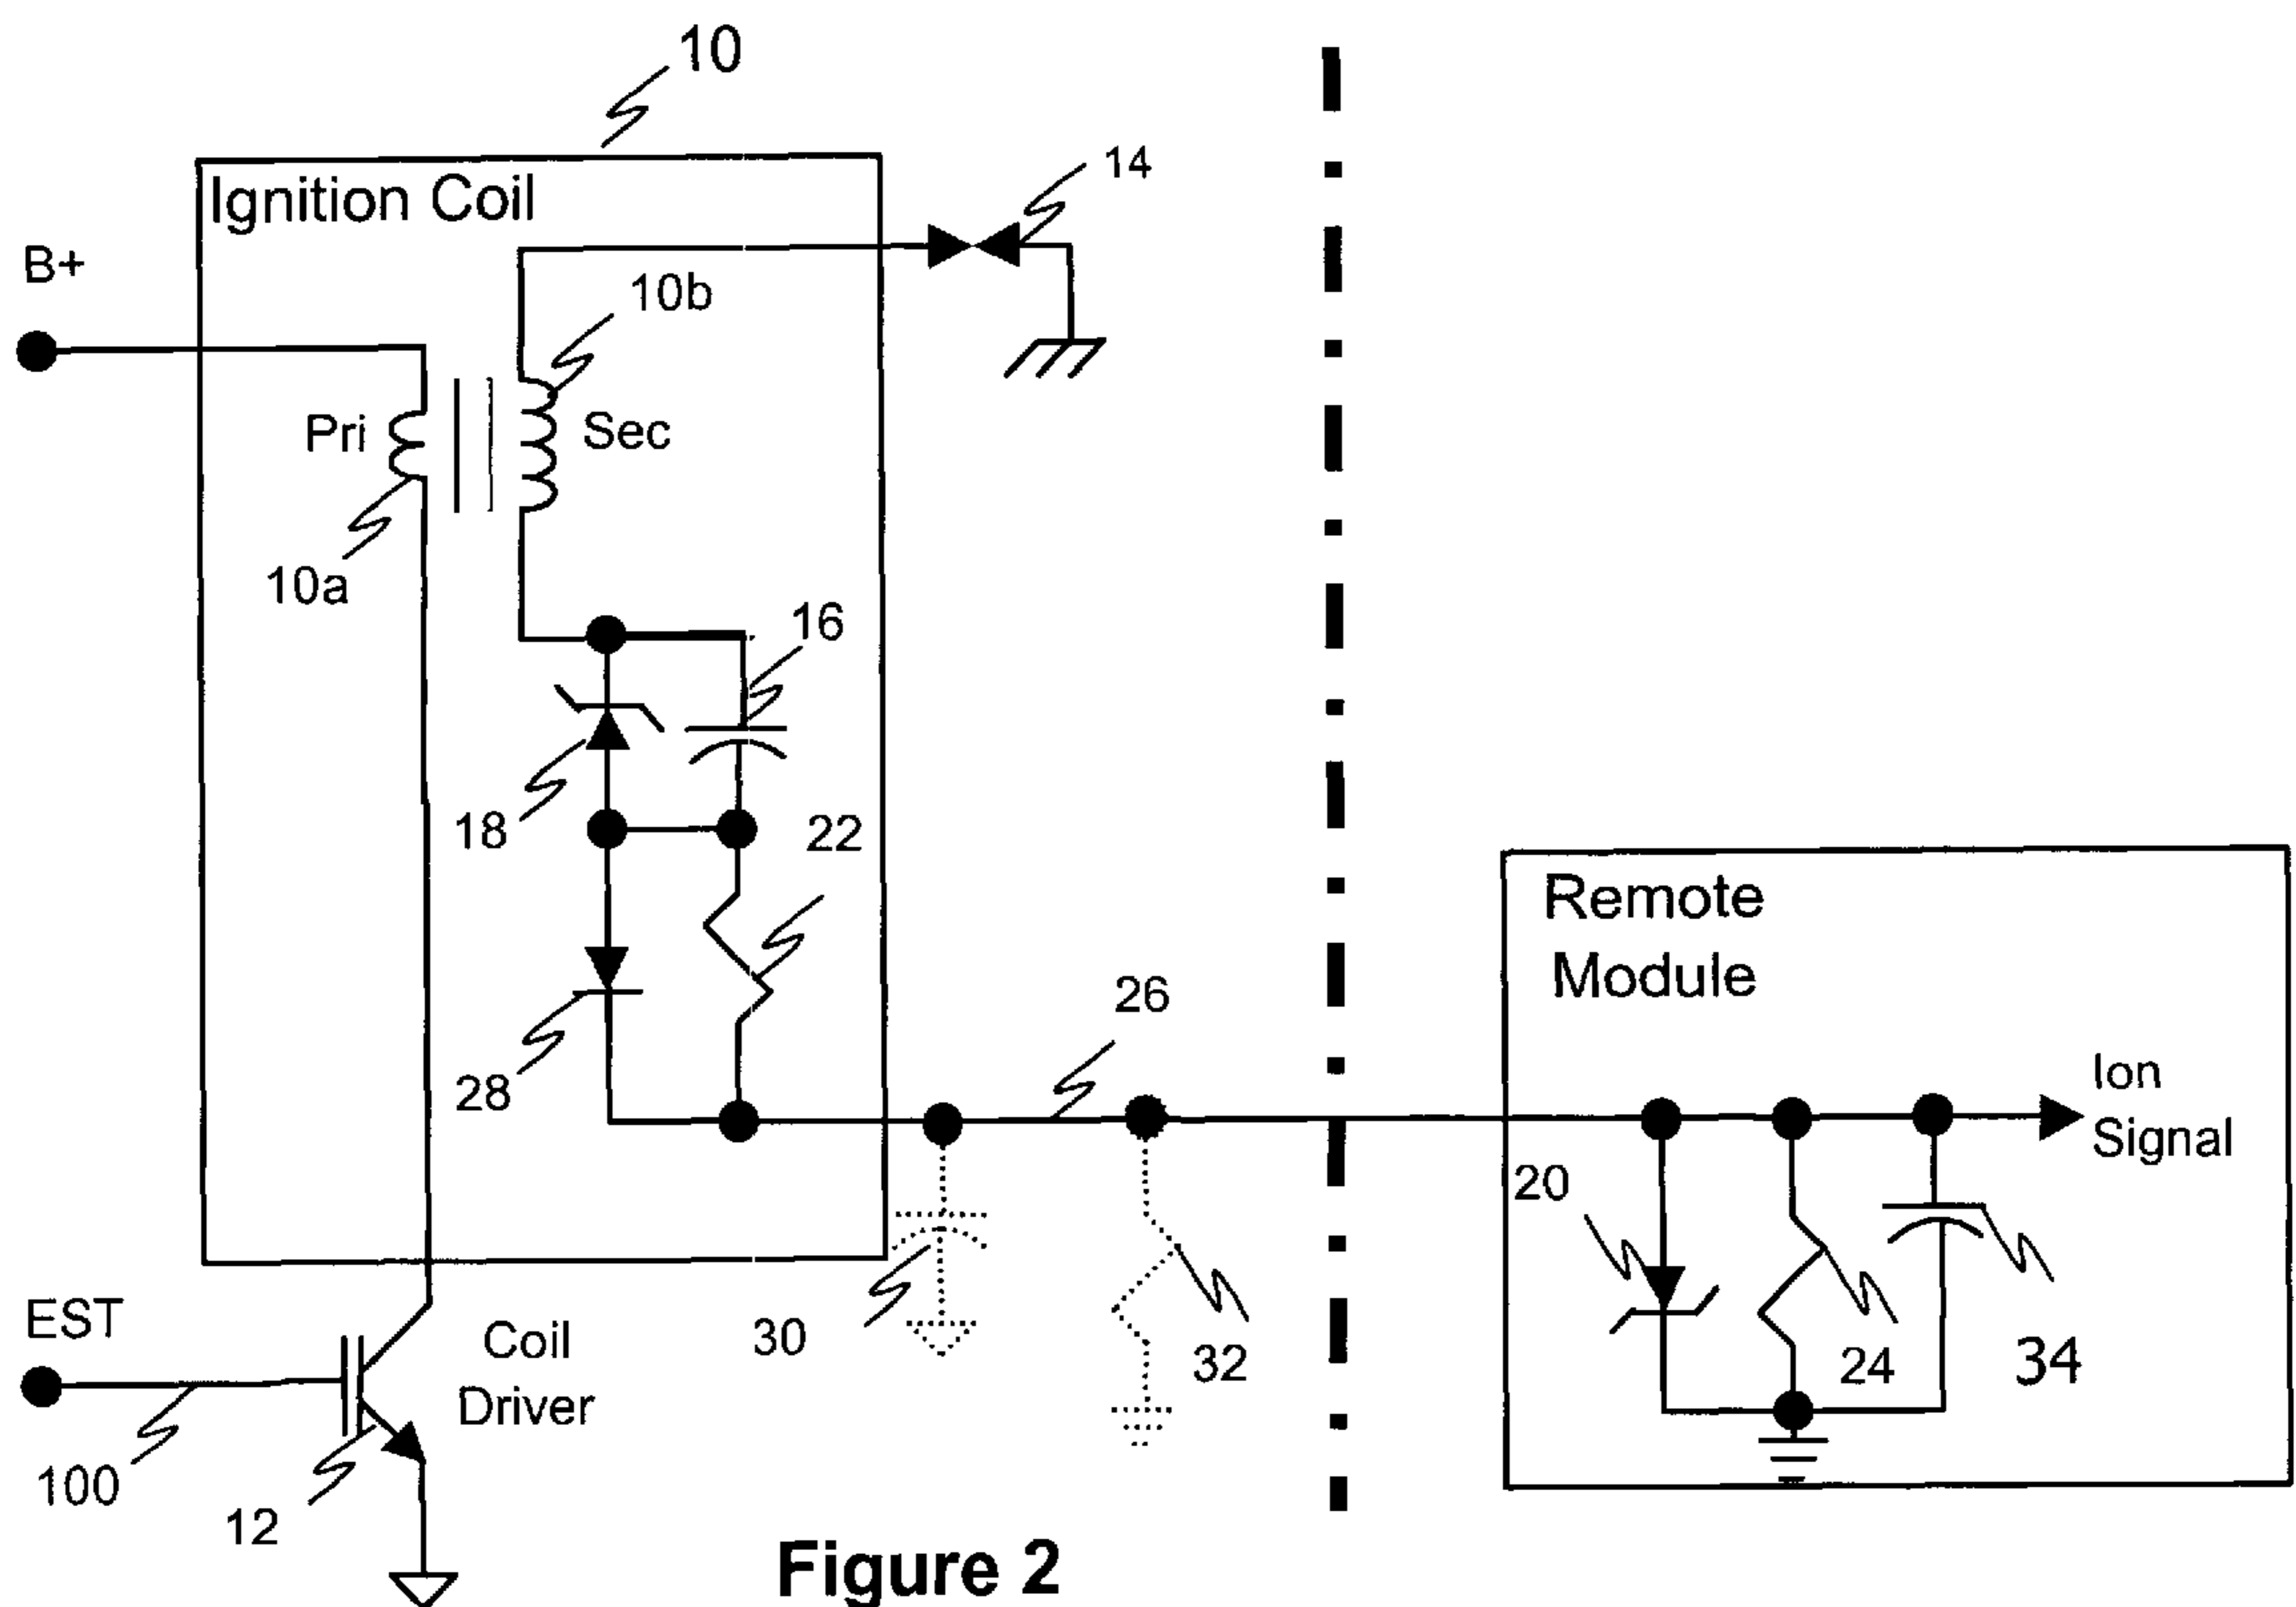 10
Ignition Coil
14
B+
10b
Pri
Sec
10a
16
18
22
Remote
Module
26
28
Ion
Signal
20
EST
Coil
Driver
30
32
24
34
100
12
Figure 2